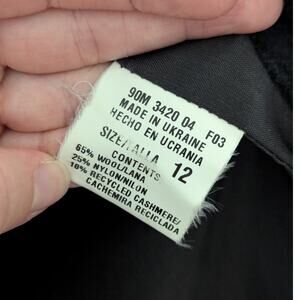 90M 3420 04 F03
MADE IN UKRAINE
HECHO EN UCRANIA
SIZE/TALLA 12
CONTENTS
65% WOOL/LANA
25% NYLON/NILON
10% RECYCLED CASHMERE/
CACHEMIRA RECICLADA